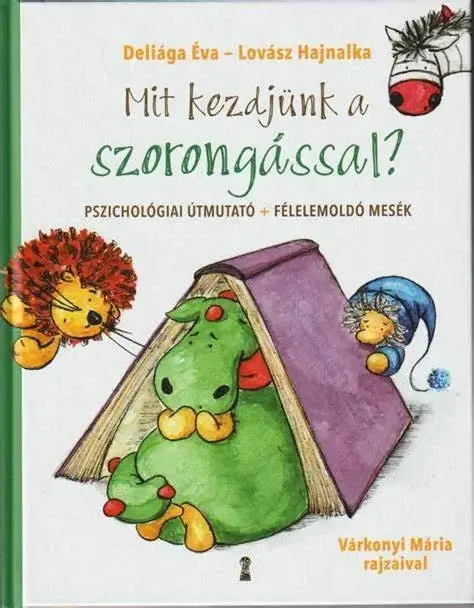 Deliága Éva – Lovász Hajnalka
Mit kezdjünk a
szorongással?
PSZICHOLÓGIAI ÚTMUTATÓ + FÉLELEMOLDÓ MESÉK
Várkonyi Mária
rajzaival